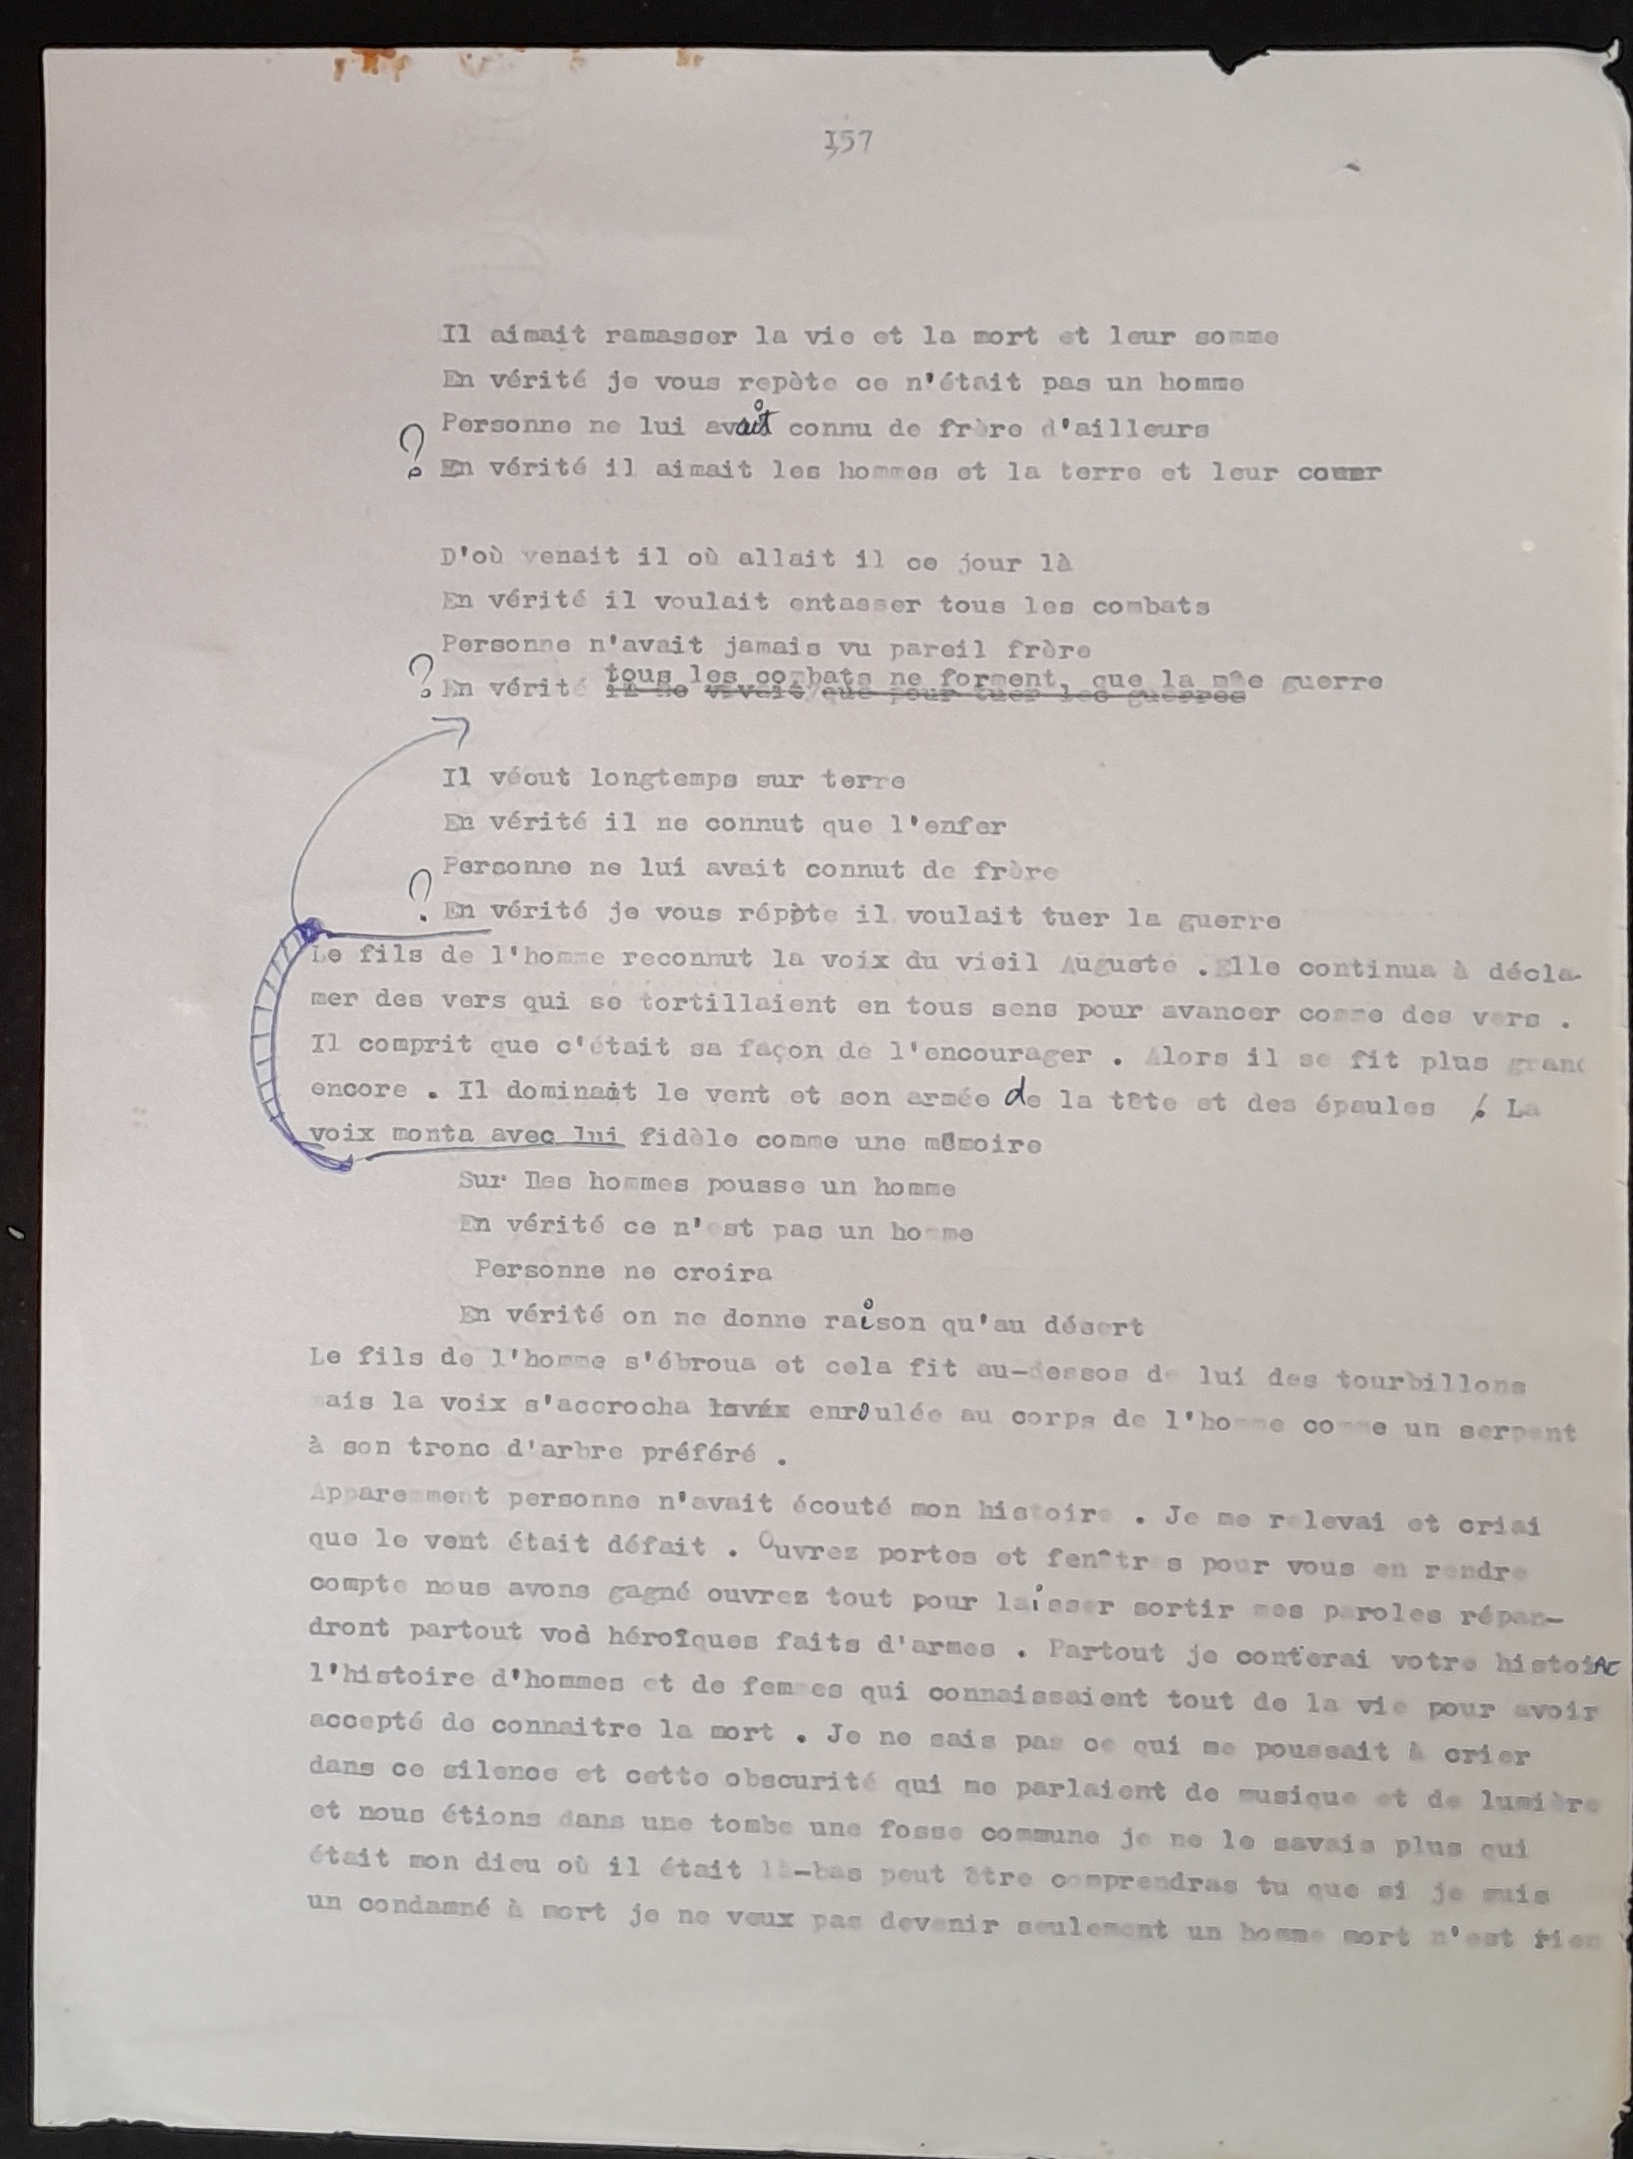 157
Il aimait ramasser la vie et la mort et leur somme
En vérité je vous repète ce n'était pas un homme
Personne ne lui avait connu de frère d'ailleurs
? En vérité il aimait les hommes et la terre et leur coeur
D'où venait il où allait il ce jour là
En vérité il voulait entasser tous les combats
Personne n'avait jamais vu pareil frère
tous les combats ne forment, que la mêe guerre
? En vérité il ne vivait que pour tuer les guerres
Il vécut longtemps sur terre
En vérité il ne connut que l'enfer
Personne ne lui avait connut de frère
? En vérité je vous répète il voulait tuer la guerre
Le fils de l'homme reconnut la voix du vieil Auguste . Elle continua à décla-
mer des vers qui se tortillaient en tous sens pour avancer comme des vers .
Il comprit que c'était sa façon de l'encourager . Alors il se fit plus grand
encore . Il dominait le vent et son armée de la tête et des épaules . La
voix monta avec lui fidèle comme une mémoire
Sur les hommes pousse un homme
En vérité ce n'est pas un homme
Personne ne croira
En vérité on ne donne raison qu'au désert
Le fils de l'homme s'ébroua et cela fit au-dessos de lui des tourbillons
mais la voix s'accrocha enroulée au corps de l'homme comme un serpent
à son tronc d'arbre préféré .
Apparemment personne n'avait écouté mon histoire . Je me relevai et criai
que le vent était défait . Ouvrez portes et fenêtres pour vous en rendre
compte nous avons gagné ouvrez tout pour laisser sortir mes paroles répan-
dront partout vos héroïques faits d'armes . Partout je conterai votre histoire
l'histoire d'hommes et de femmes qui connaissaient tout de la vie pour avoir
accepté de connaitre la mort . Je ne sais pas ce qui me poussait à crier
dans ce silence et cette obscurité qui me parlaient de musique et de lumière
et nous étions dans une tombe une fosse commune je ne le savais plus qui
était mon dieu où il était là-bas peut être comprendras tu que si je suis
un condamné à mort je ne veux pas devenir seulement un homme mort n'est rien